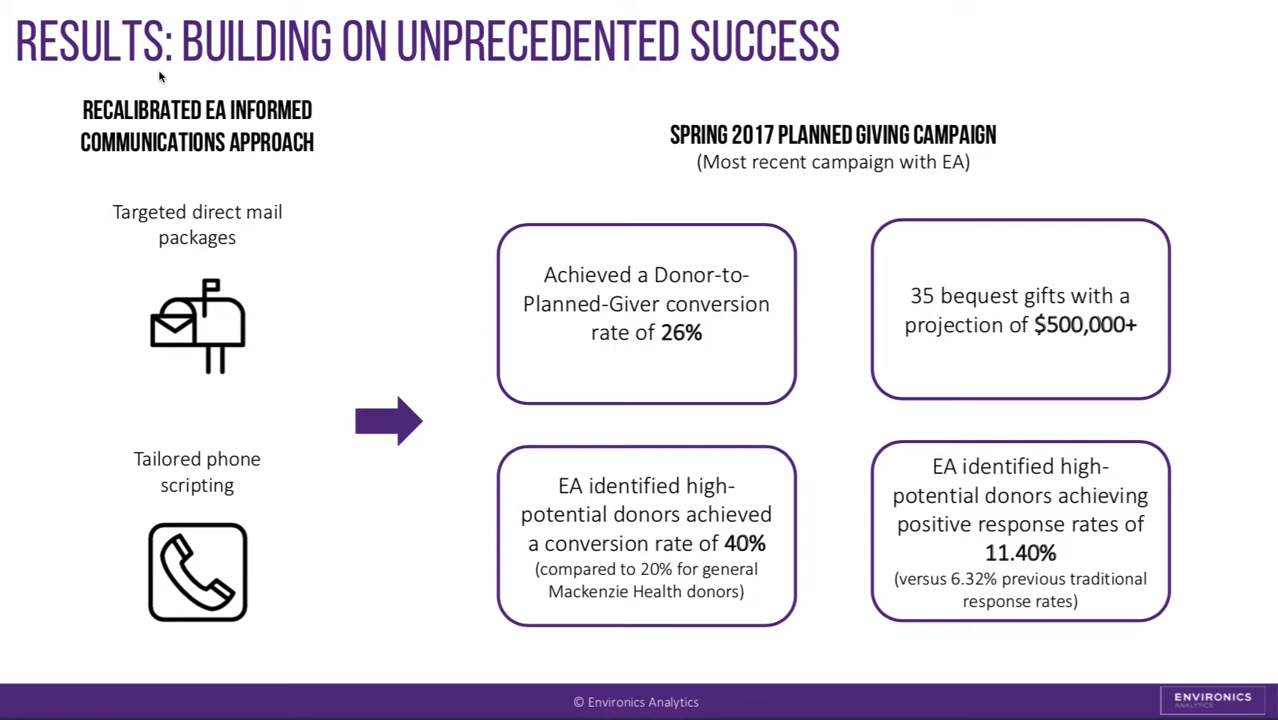 RESULTS: BUILDING ON UNPRECEDENTED SUCCESS
RECALIBRATED EA INFORMED
COMMUNICATIONS APPROACH
Targeted direct mail
packages
Tailored phone
scripting
SPRING 2017 PLANNED GIVING CAMPAIGN
(Most recent campaign with EA)
Achieved a Donor-to-
Planned-Giver conversion
rate of 26%
35 bequest gifts with a
projection of $500,000+
EA identified high-
potential donors achieved
a conversion rate of 40%
(compared to 20% for general
Mackenzie Health donors)
EA identified high-
potential donors achieving
positive response rates of
11.40%
(versus 6.32% previous traditional
response rates)
© Environics Analytics
ENVIRONICS
ANALYTICS